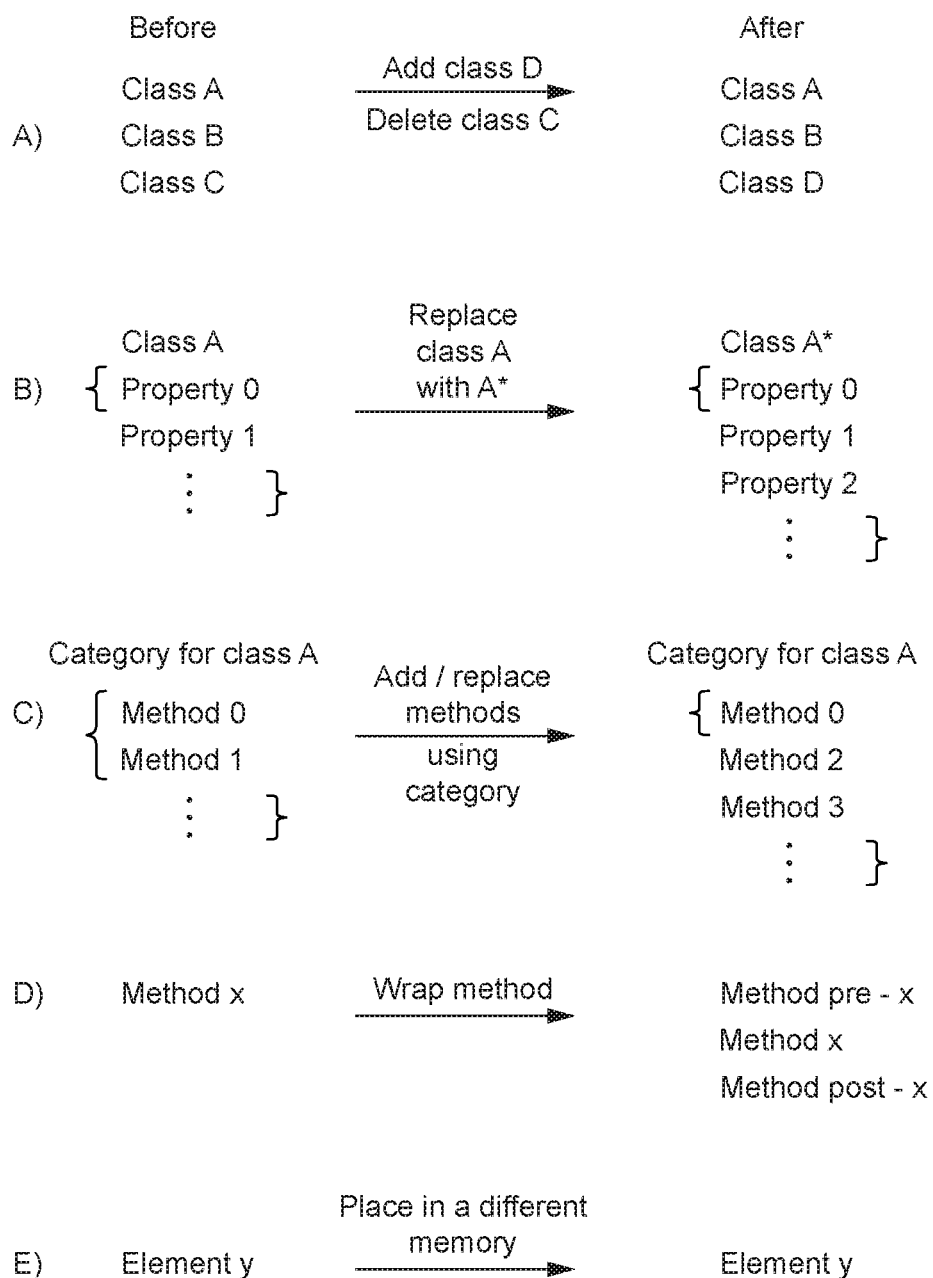 Before After
Class A Add class D Class A
A) Class B Delete class C Class B
Class C Class D
Class A Replace Class A*
B) { Property 0 class A { Property 0
Property 1 with A* Property 1
⋮ } Property 2
⋮ }
Category for class A Category for class A
C) { Method 0 Add / replace { Method 0
Method 1 methods Method 2
⋮ } using Method 3
category ⋮ }
D) Method x Wrap method Method pre - x
Method x
Method post - x
Place in a different
memory
E) Element y Element y